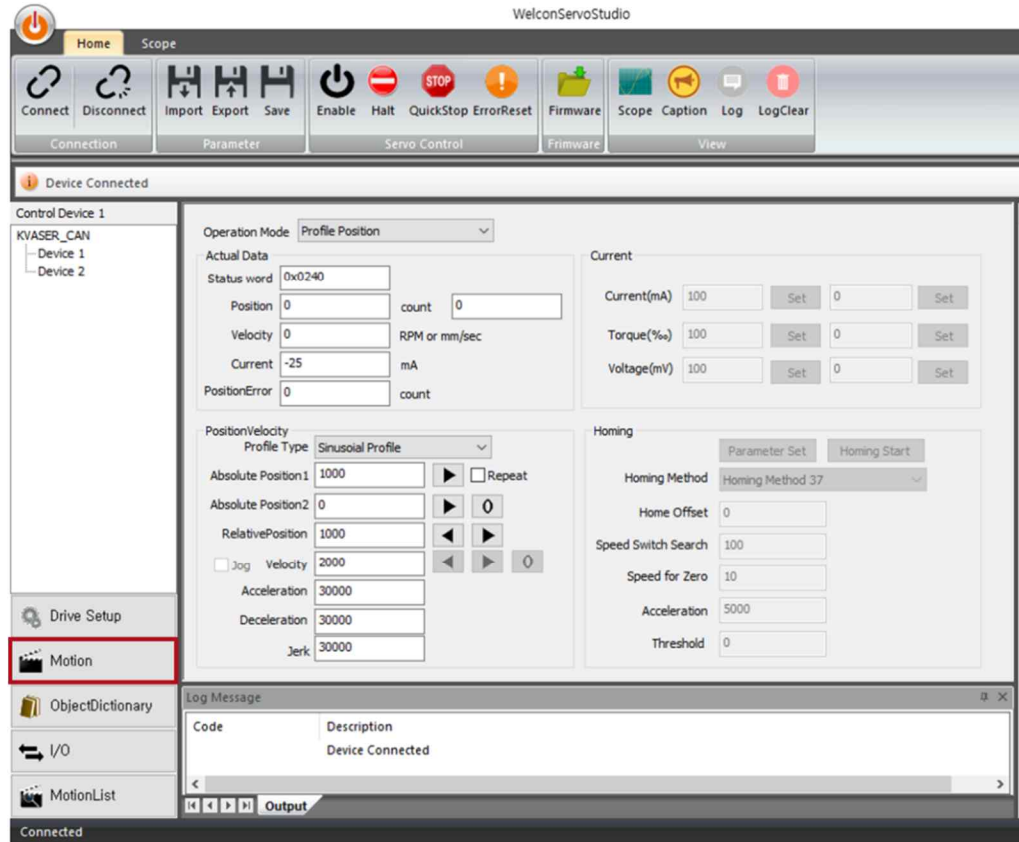 WelconServoStudio
Home Scope
Connect Disconnect Import Export Save Enable Halt QuickStop ErrorReset Firmware Scope Caption Log LogClear
STOP
Connection Parameter Servo Control Frimware View
Device Connected
Control Device 1
KVASER_CAN
Device 1
Device 2
Operation Mode Profile Position
Actual Data
Status word 0x0240
Position 0 count 0
Velocity 0 RPM or mm/sec
Current -25 mA
PositionError 0 count
Current
Current(mA) 100 Set 0 Set
Torque(‰) 100 Set 0 Set
Voltage(mV) 100 Set 0 Set
PositionVelocity
Profile Type Sinusoial Profile
Absolute Position1 1000 Repeat
Absolute Position2 0 0
RelativePosition 1000
Jog Velocity 2000 0
Acceleration 30000
Deceleration 30000
Jerk 30000
Homing
Parameter Set Homing Start
Homing Method Homing Method 37
Home Offset 0
Speed Switch Search 100
Speed for Zero 10
Acceleration 5000
Threshold 0
Drive Setup
Motion
ObjectDictionary
I/O
MotionList
Log Message
Code Description
Device Connected
Output
Connected